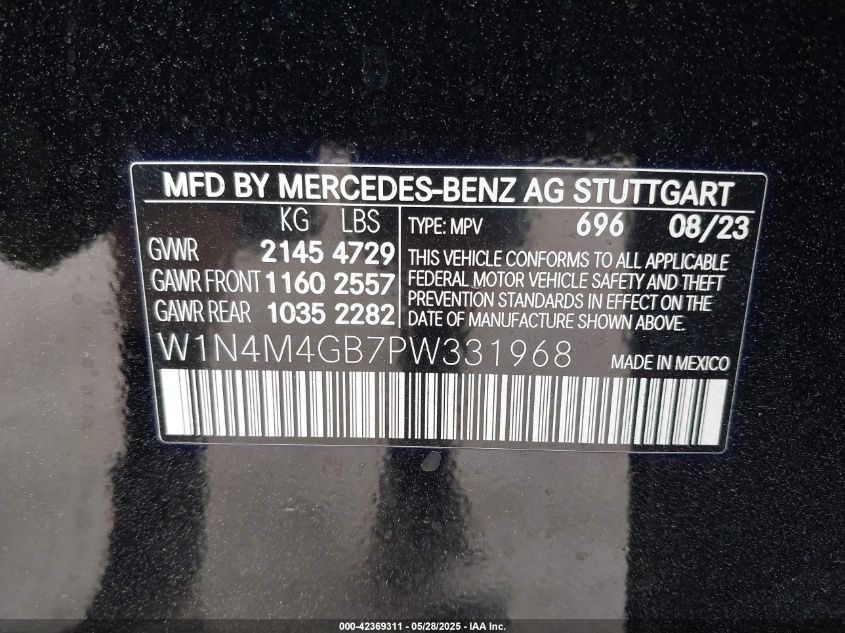 MFD BY MERCEDES-BENZ AG STUTTGART
KG LBS
GVWR 2145 4729
GAWR FRONT 1160 2557
GAWR REAR 1035 2282
TYPE: MPV 696 08/23
THIS VEHICLE CONFORMS TO ALL APPLICABLE
FEDERAL MOTOR VEHICLE SAFETY AND THEFT
PREVENTION STANDARDS IN EFFECT ON THE
DATE OF MANUFACTURE SHOWN ABOVE.
W1N4M4GB7PW331968 MADE IN MEXICO
000-42369311 | 05/28/2025 - IAA Inc.